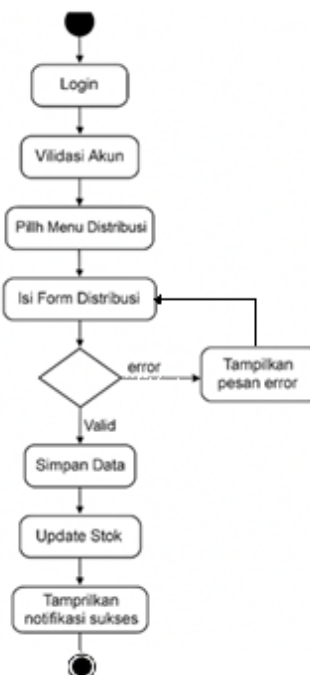 Login
Vilidasi Akun
Pillh Menu Distribusi
Isi Form Distribusi
error
Tampilkan
pesan error
Valid
Simpan Data
Update Stok
Tamprilkan
notifikasi sukses